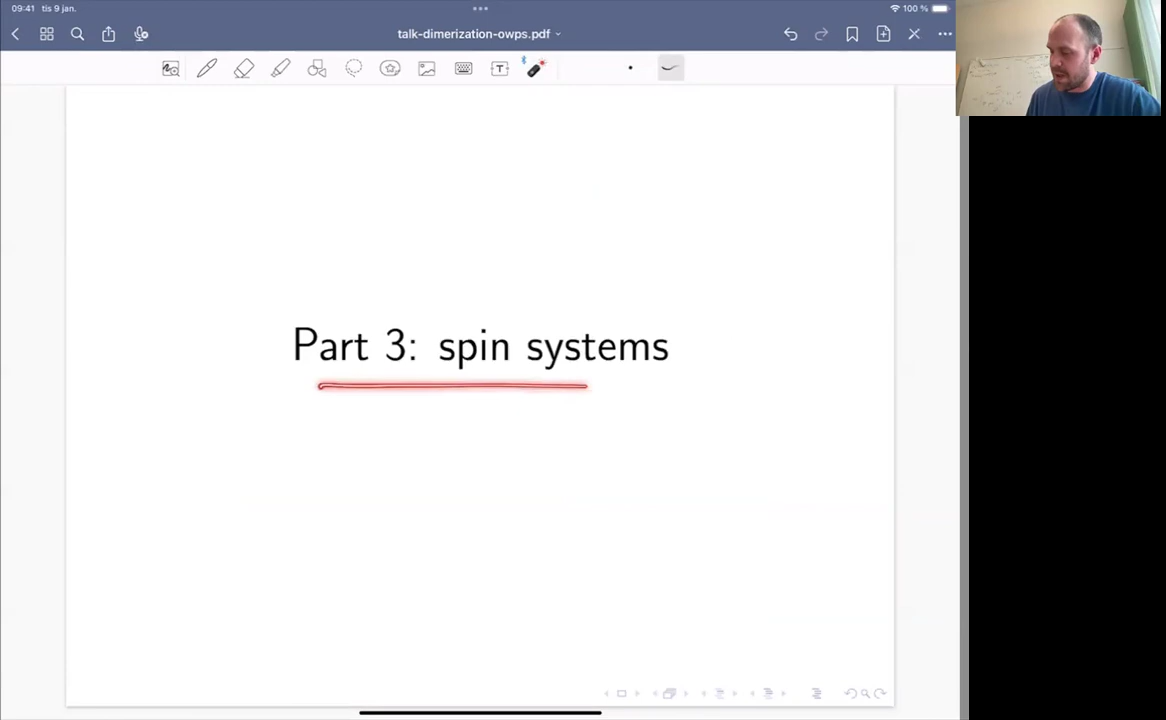 09:41 tis 9 jan.
100 %
talk-dimerization-owps.pdf
T
Part 3: spin systems